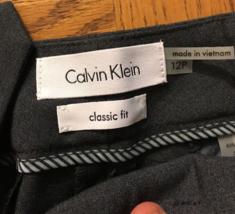 Calvin Klein
made in vietnam
12P
classic fit